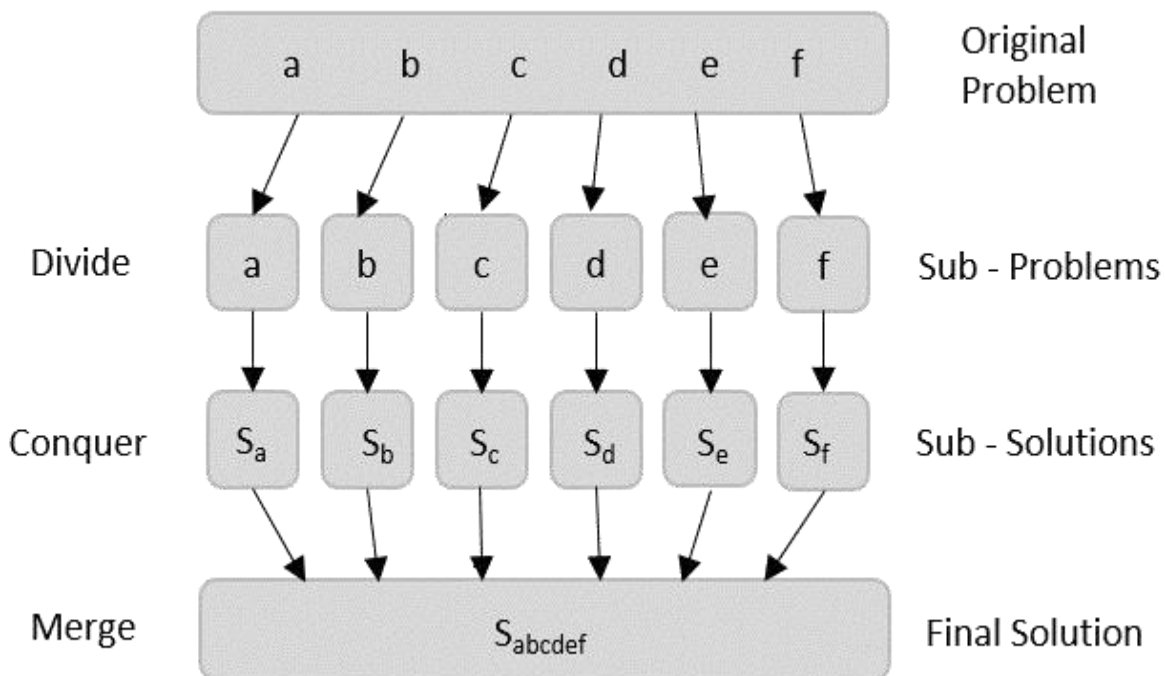 a b c d e f
Original
Problem
Divide
a b c d e f
Sub - Problems
Conquer
Sa Sb Sc Sd Se Sf
Sub - Solutions
Merge
Sabcdef
Final Solution